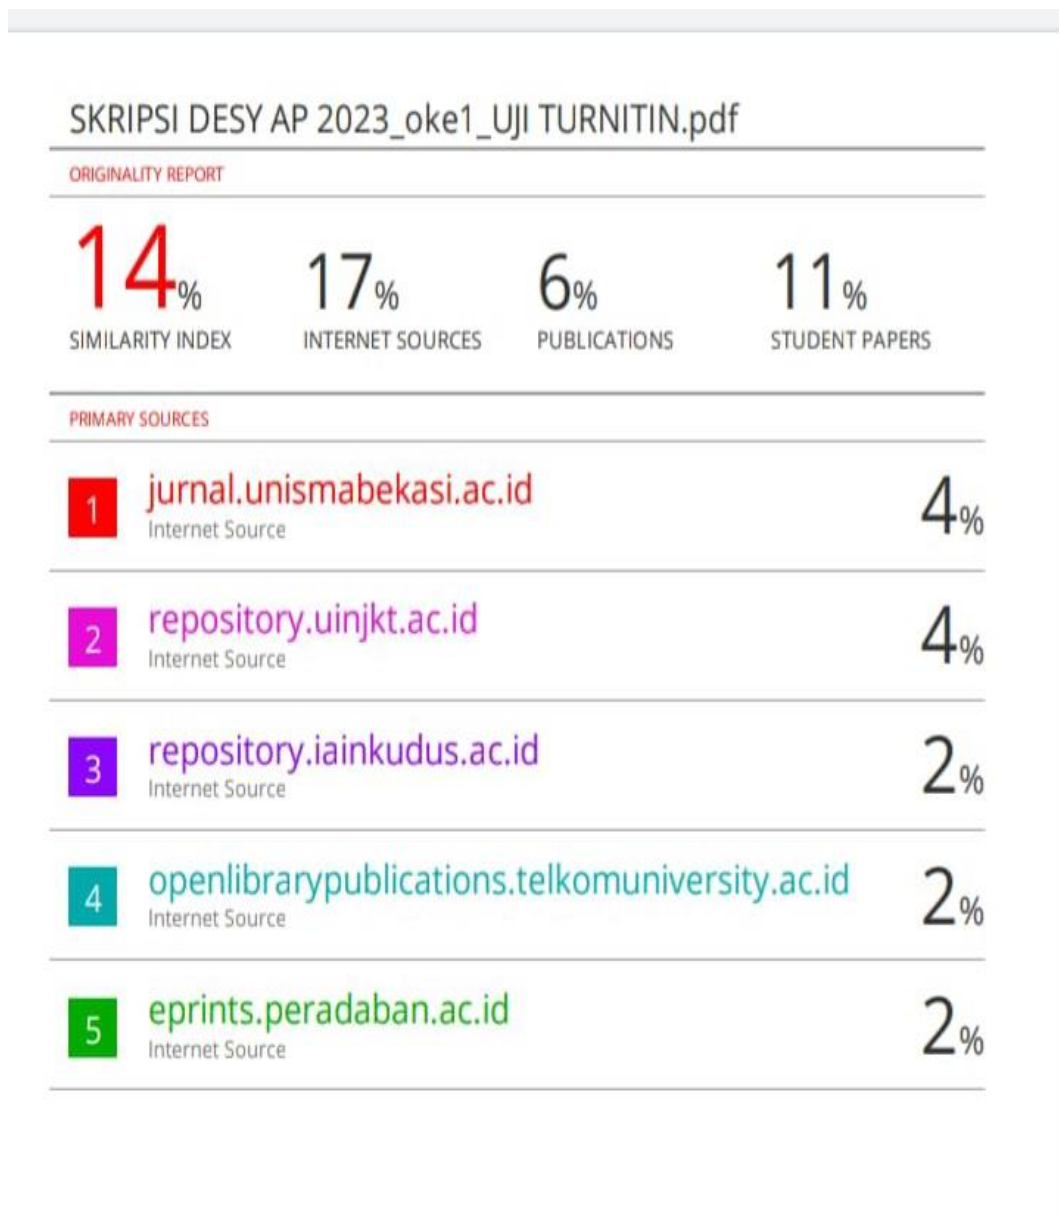 SKRIPSI DESY AP 2023_oke1_UJI TURNITIN.pdf
ORIGINALITY REPORT
14% 17% 6% 11%
SIMILARITY INDEX INTERNET SOURCES PUBLICATIONS STUDENT PAPERS
PRIMARY SOURCES
1 jurnal.unismabekasi.ac.id 4%
Internet Source
2 repository.uinjkt.ac.id 4%
Internet Source
3 repository.iainkudus.ac.id 2%
Internet Source
4 openlibrarypublications.telkomuniversity.ac.id 2%
Internet Source
5 eprints.peradaban.ac.id 2%
Internet Source